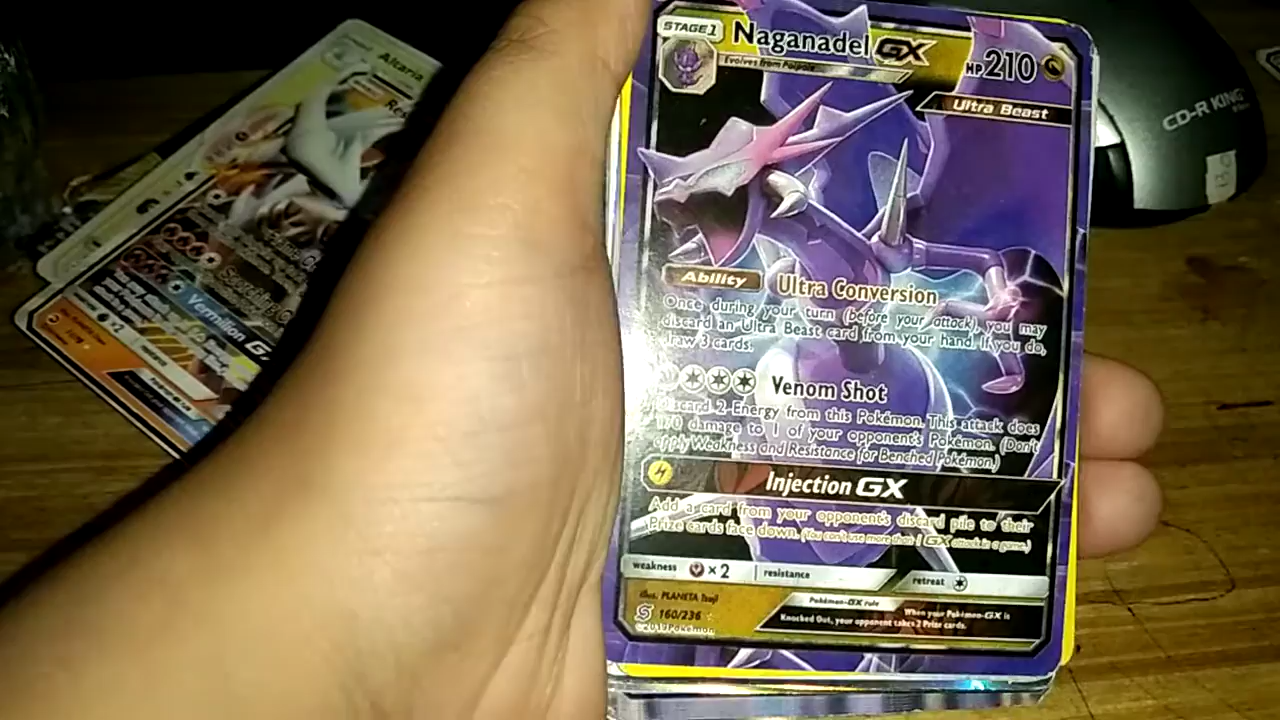 STAGE 1 Naganadel GX HP 210
Evolves from Poipole
Ultra Beast
Ability Ultra Conversion
Once during your turn (before your attack), you may
discard an Ultra Beast card from your hand. If you do,
draw 3 cards.
Venom Shot
Discard 2 Energy from this Pokémon. This attack does
170 damage to 1 of your opponent's Pokémon. (Don't
apply Weakness and Resistance for Benched Pokémon.)
Injection GX
Add a card from your opponent's discard pile to their
Prize cards face down. (You can't use more than 1 GX attack in a game.)
weakness ×2 resistance retreat
Illus. PLANETA Tsuji
160/236
©2019 Pokémon
Pokémon-GX rule When your Pokémon-GX is
Knocked Out, your opponent takes 2 Prize cards.
Altaria
Vermilion G
×2
CD-R KING